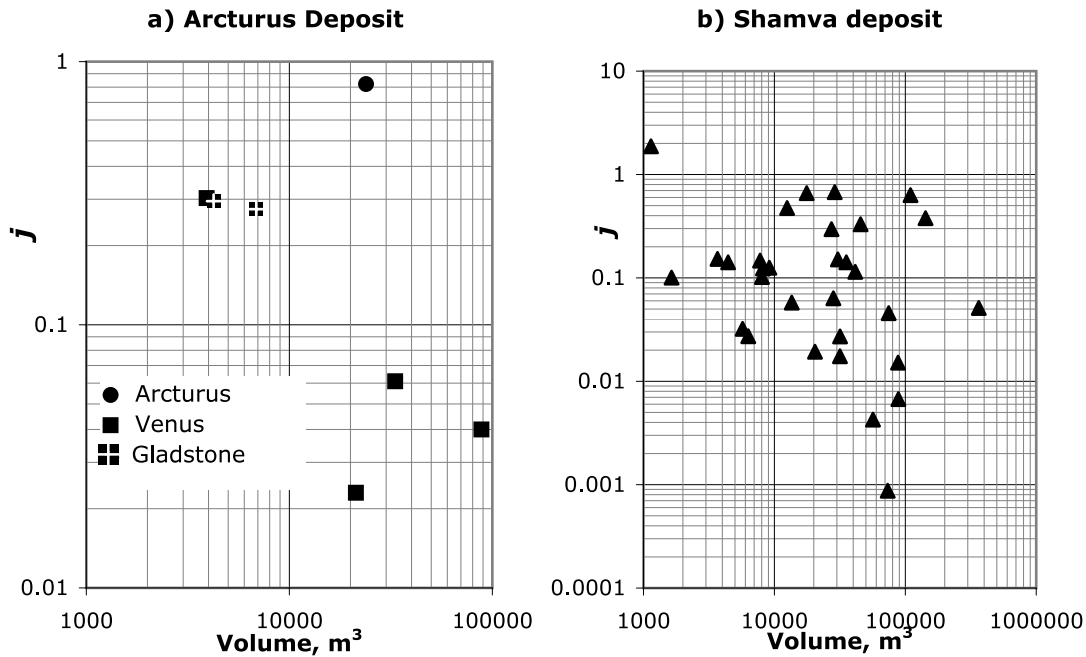 a) Arcturus Deposit
1
0.1
0.01
j
Arcturus
Venus
Gladstone
1000 10000 100000
Volume, m³
b) Shamva deposit
10
1
0.1
0.01
0.001
0.0001
j
1000 10000 100000 1000000
Volume, m³